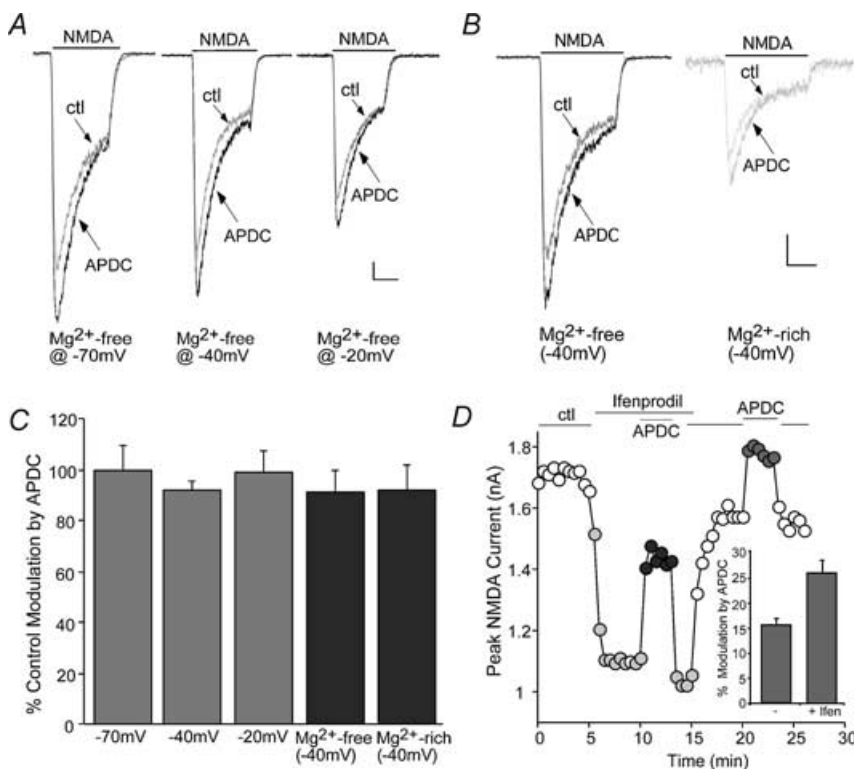 A
NMDA
NMDA
NMDA
ctl
APDC
ctl
APDC
ctl
APDC
Mg2+-free
@ -70mV
Mg2+-free
@ -40mV
Mg2+-free
@ -20mV
B
NMDA
NMDA
ctl
APDC
ctl
APDC
Mg2+-free
(-40mV)
Mg2+-rich
(-40mV)
C
% Control Modulation by APDC
120
100
80
60
40
20
0
-70mV
-40mV
-20mV
Mg2+-free
(-40mV)
Mg2+-rich
(-40mV)
D
ctl
Ifenprodil
APDC
APDC
Peak NMDA Current (nA)
1.8
1.6
1.4
1.2
1
0 5 10 15 20 25 30
Time (min)
% Modulation by APDC
30
25
20
15
10
5
0
- + Ifen